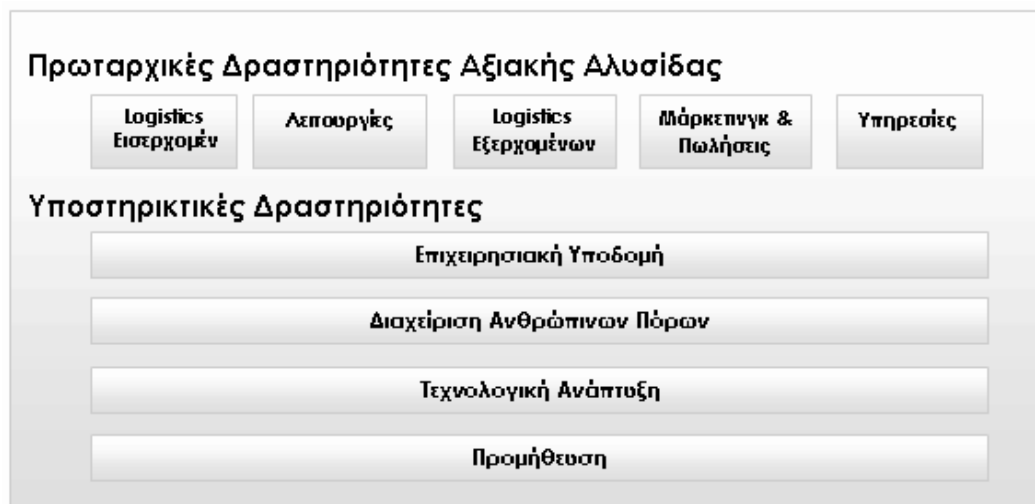 Πρωταρχικές Δραστηριότητες Αξιακής Αλυσίδας
Logistics
Εισερχομέν
Λειτουργίες
Logistics
Εξερχομένων
Μάρκετινγκ &
Πωλήσεις
Υπηρεσίες
Υποστηρικτικές Δραστηριότητες
Επιχειρησιακή Υποδομή
Διαχείριση Ανθρώπινων Πόρων
Τεχνολογική Ανάπτυξη
Προμήθευση